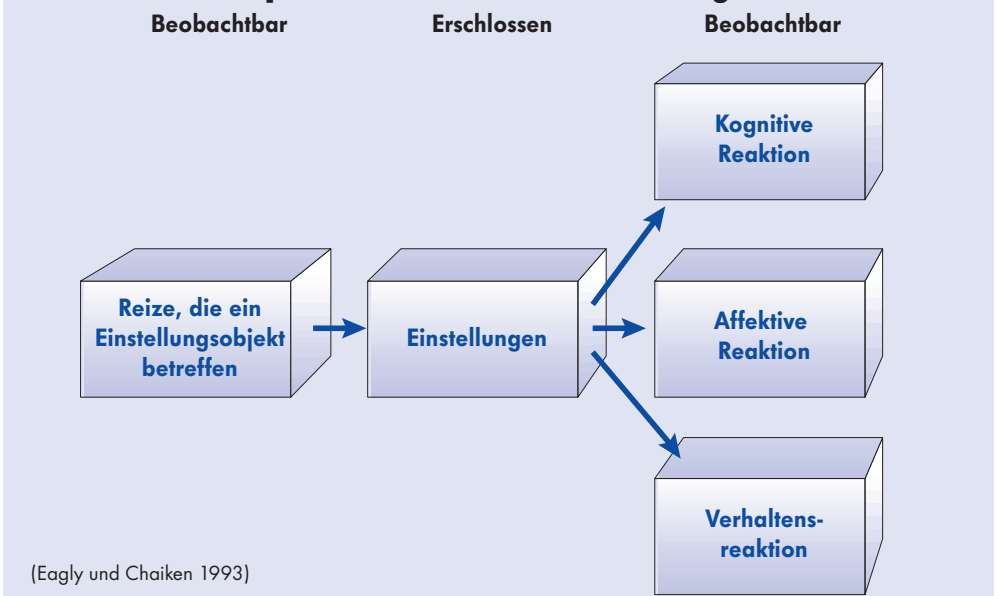 Beobachtbar Erschlossen Beobachtbar
Kognitive
Reaktion
Reize, die ein
Einstellungsobjekt
betreffen
Einstellungen
Affektive
Reaktion
Verhaltens-
reaktion
(Eagly und Chaiken 1993)